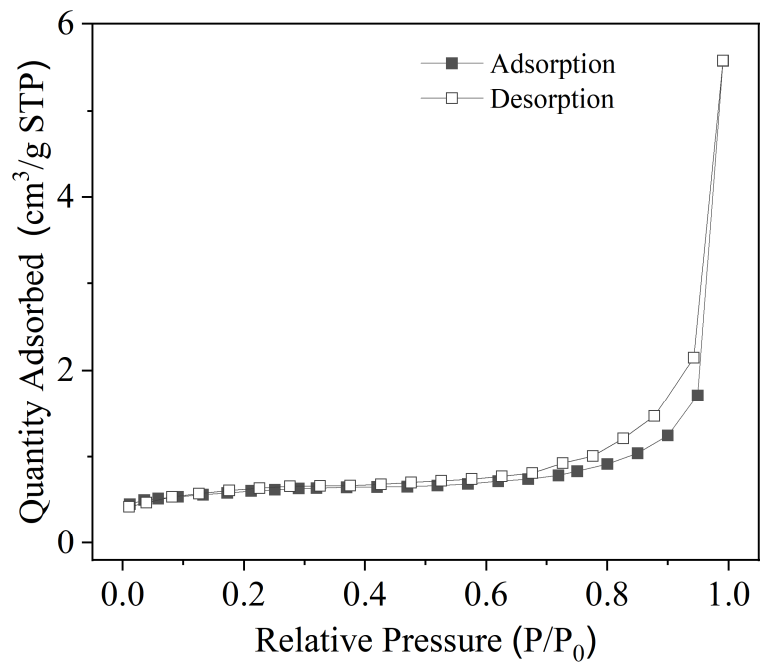 6
4
2
0
Quantity Adsorbed (cm³/g STP)
Adsorption
Desorption
0.0 0.2 0.4 0.6 0.8 1.0
Relative Pressure (P/P₀)